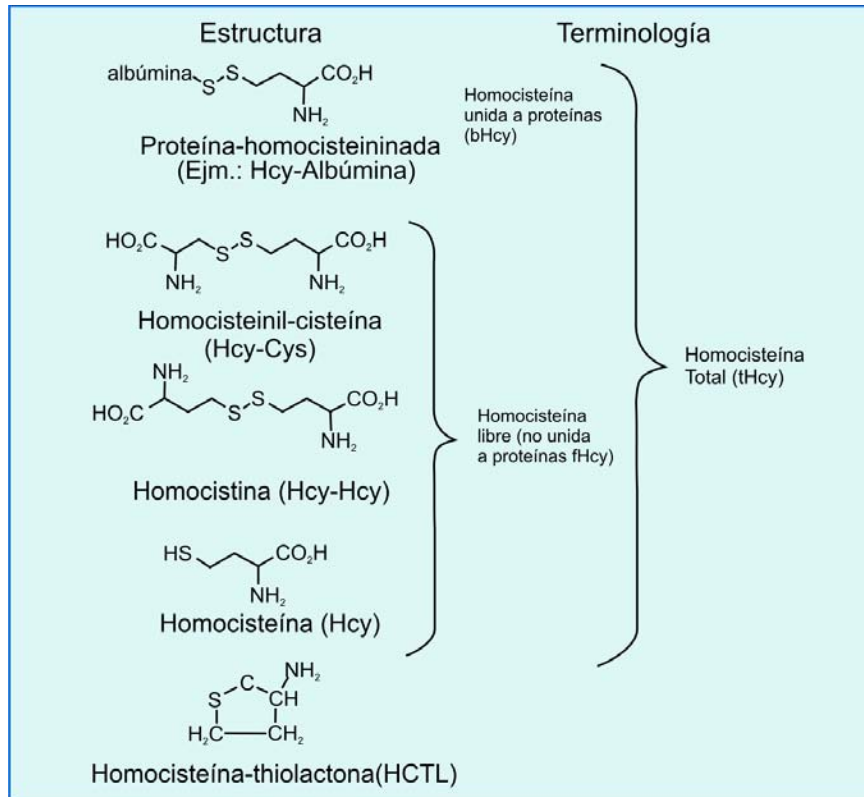 Estructura
Terminología
albúmina S S CO₂H
NH₂
Proteína-homocisteininada
(Ejm.: Hcy-Albúmina)
Homocisteína
unida a proteínas
(bHcy)
HO₂C S S CO₂H
NH₂ NH₂
Homocisteinil-cisteína
(Hcy-Cys)
NH₂
HO₂C S S CO₂H
NH₂
Homocistina (Hcy-Hcy)
HS CO₂H
NH₂
Homocisteína (Hcy)
Homocisteína
libre (no unida
a proteínas fHcy)
Homocisteína
Total (tHcy)
C NH₂
S CH
H₂C CH₂
Homocisteína-thiolactona(HCTL)